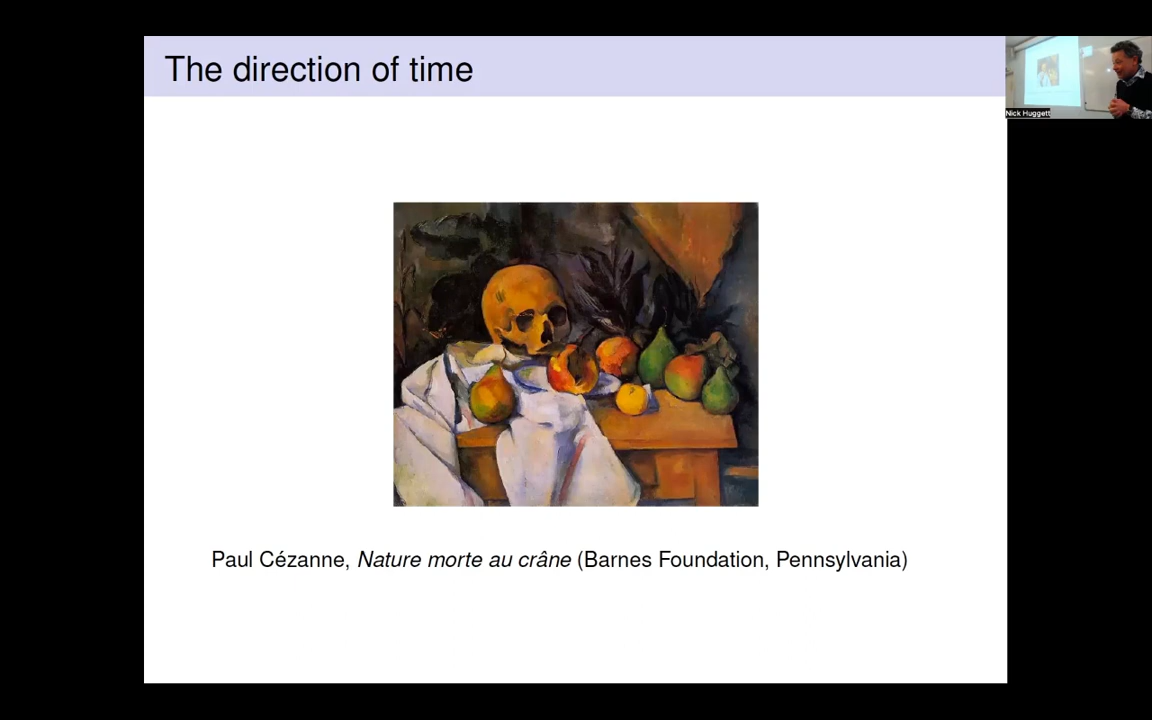 The direction of time
Nick Huggett
Paul Cézanne, Nature morte au crâne (Barnes Foundation, Pennsylvania)